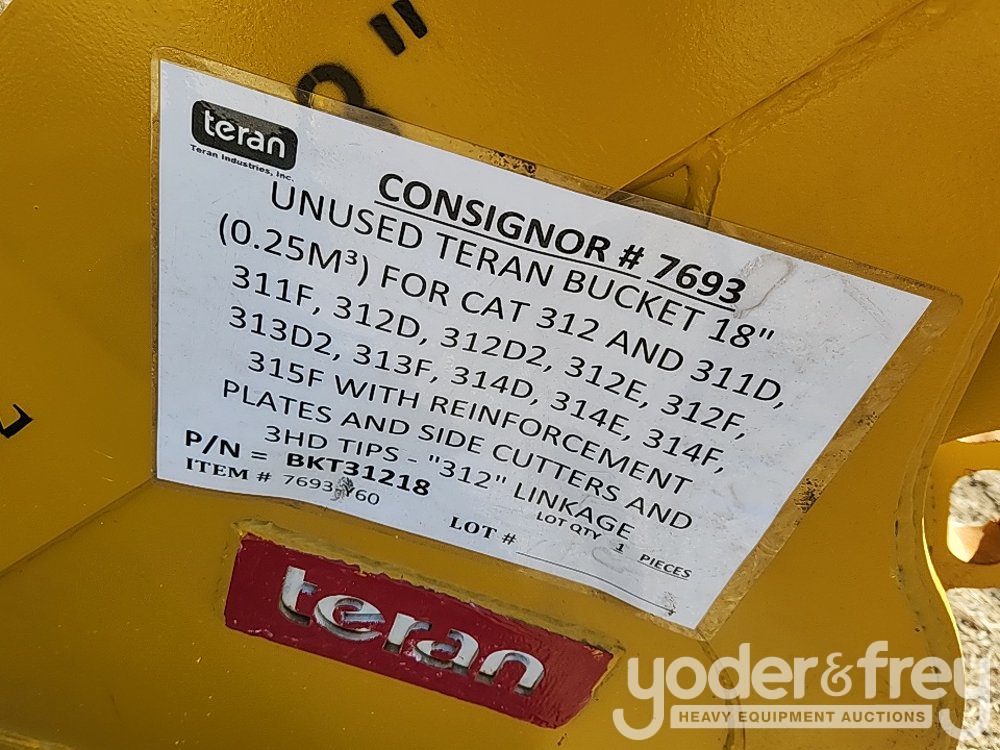 teran
Teran Industries, Inc.
CONSIGNOR # 7693
UNUSED TERAN BUCKET 18"
(0.25M³) FOR CAT 312 AND 311D,
311F, 312D, 312D2, 312E, 312F,
313D2, 313F, 314D, 314E, 314F,
315F WITH REINFORCEMENT
PLATES AND SIDE CUTTERS AND
3HD TIPS - "312" LINKAGE
P/N = BKT31218
ITEM # 7693
LOT QTY 1 PIECES
LOT #
teran
yoder&frey
HEAVY EQUIPMENT AUCTIONS